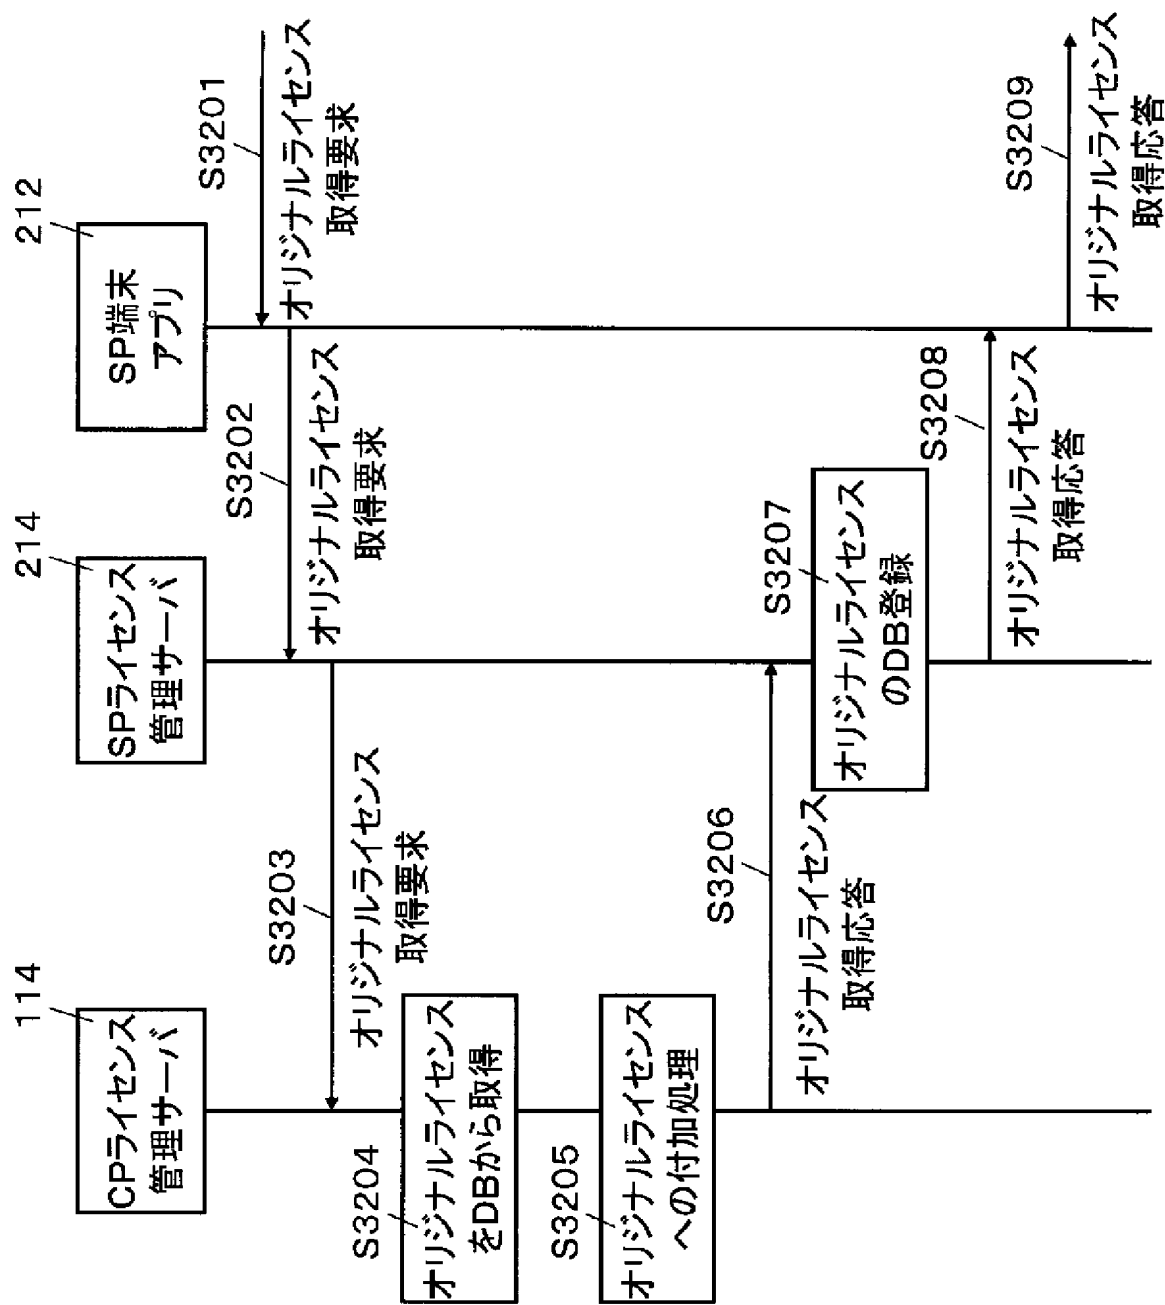 114
CPライセンス
管理サーバ
214
SPライセンス
管理サーバ
212
SP端末
アプリ
S3201
オリジナルライセンス
取得要求
S3202
オリジナルライセンス
取得要求
S3203
オリジナルライセンス
取得要求
S3204
オリジナルライセンス
をDBから取得
S3205
オリジナルライセンス
への付加処理
S3206
オリジナルライセンス
取得応答
S3207
オリジナルライセンス
のDB登録
S3208
オリジナルライセンス
取得応答
S3209
オリジナルライセンス
取得応答